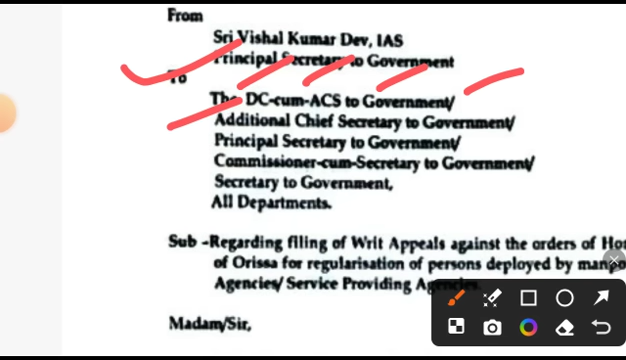 From
Sri Vishal Kumar Dev, IAS
Principal Secretary to Government
To
The DC-cum-ACS to Government/
Additional Chief Secretary to Government/
Principal Secretary to Government/
Commissioner-cum-Secretary to Government/
Secretary to Government,
All Departments.
Sub -Regarding filing of Writ Appeals against the orders of
of Orissa for regularisation of persons deployed by
Agencies/ Service Providing
Madam/Sir,